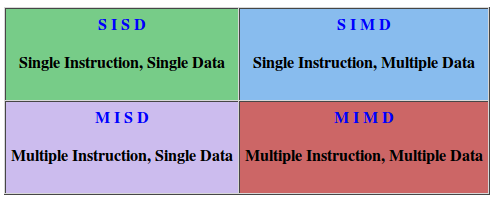 S I S D
Single Instruction, Single Data
S I M D
Single Instruction, Multiple Data
M I S D
Multiple Instruction, Single Data
M I M D
Multiple Instruction, Multiple Data